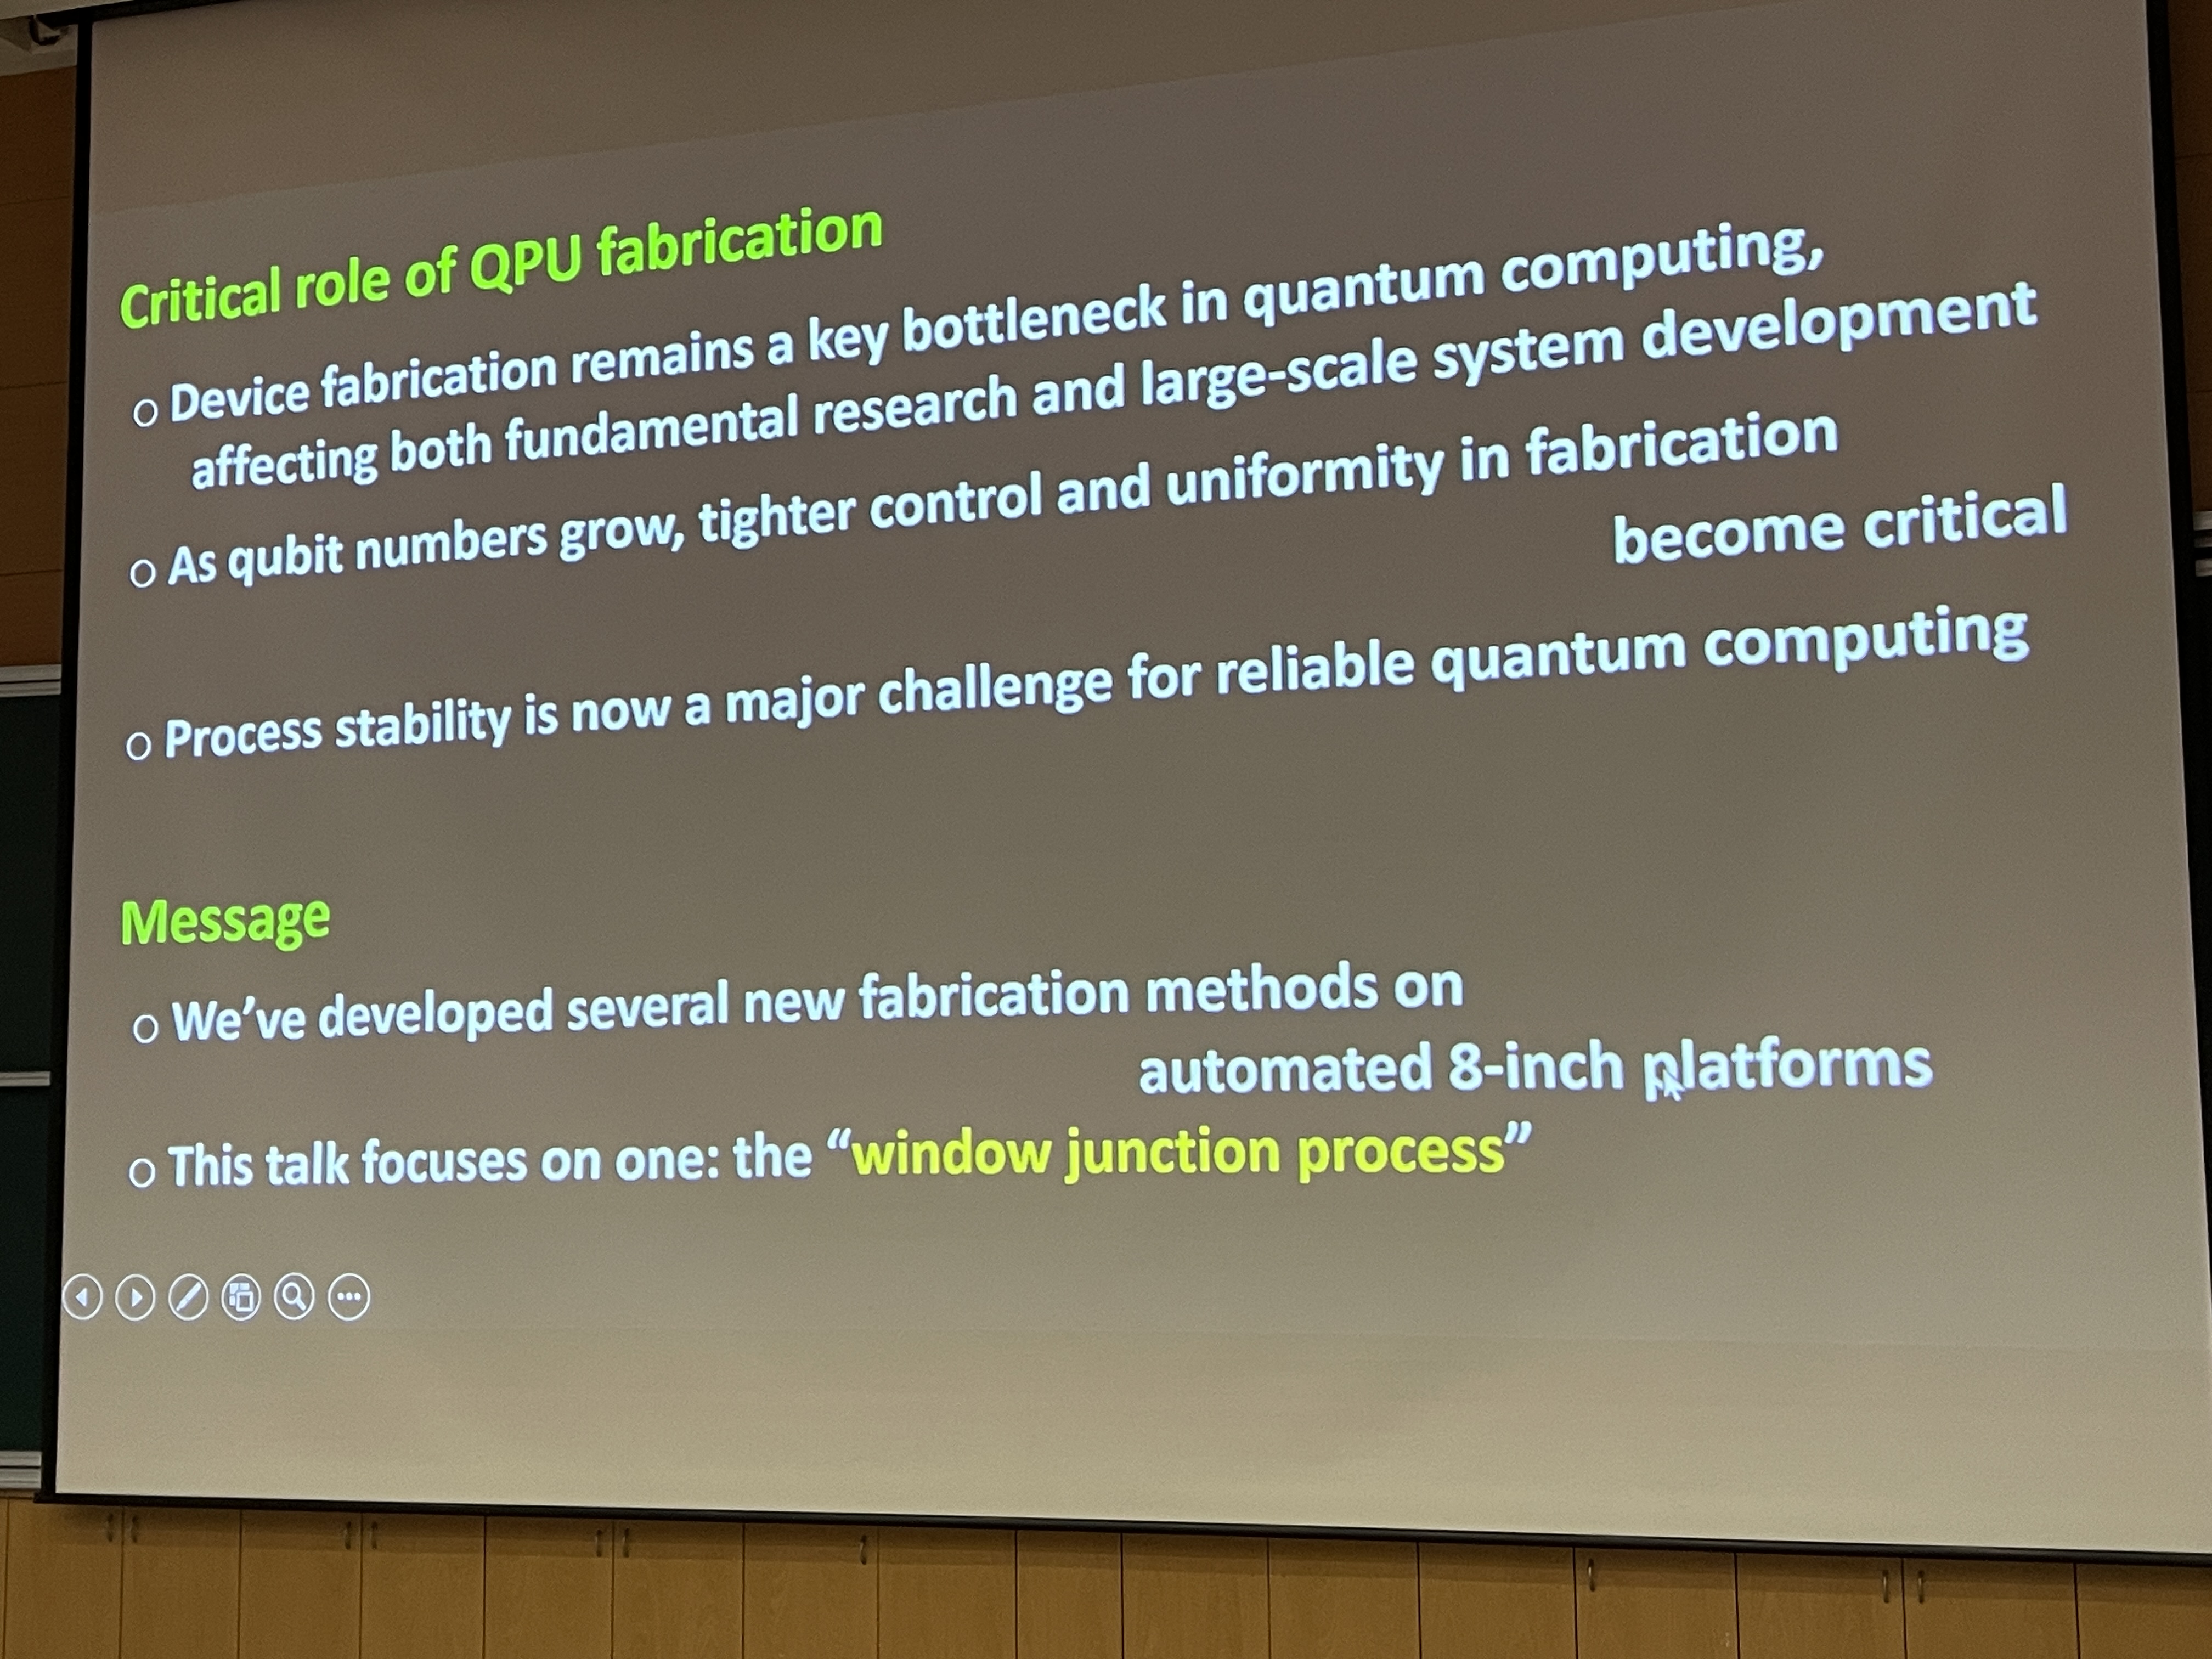 Critical role of QPU fabrication
○ Device fabrication remains a key bottleneck in quantum computing,
affecting both fundamental research and large-scale system development
○ As qubit numbers grow, tighter control and uniformity in fabrication
become critical
○ Process stability is now a major challenge for reliable quantum computing
Message
○ We’ve developed several new fabrication methods on
automated 8-inch platforms
○ This talk focuses on one: the “window junction process”